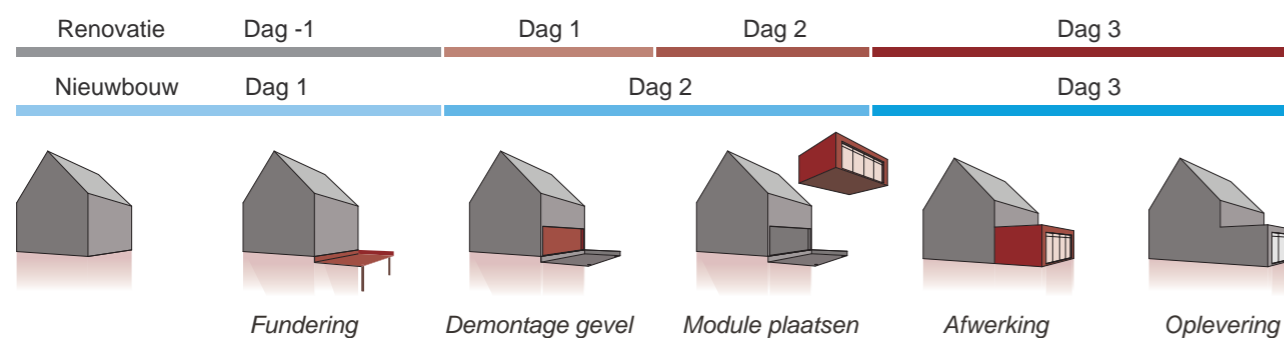 Renovatie Dag -1 Dag 1 Dag 2 Dag 3
Nieuwbouw Dag 1 Dag 2 Dag 3
Fundering Demontage gevel Module plaatsen Afwerking Oplevering